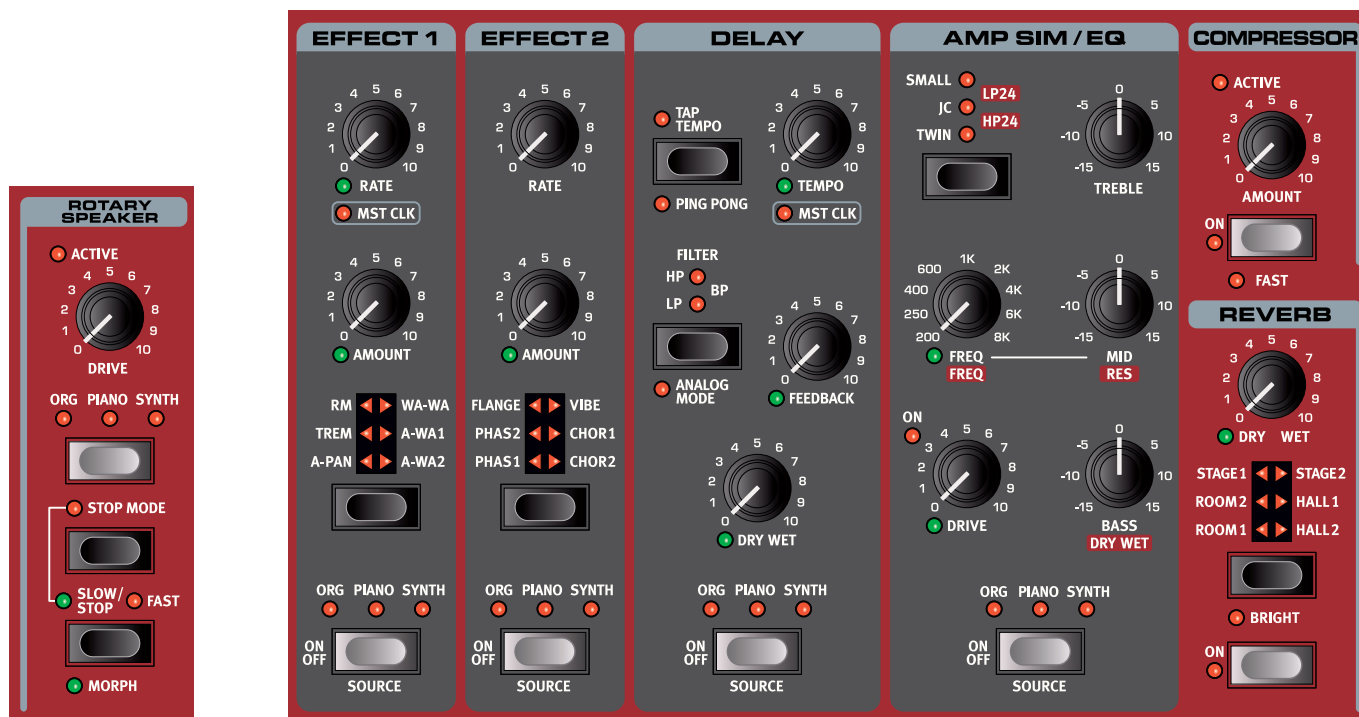 ROTARY
SPEAKER
ACTIVE
0 1 2 3 4 5 6 7 8 9 10
DRIVE
ORG PIANO SYNTH
STOP MODE
SLOW/
STOP
FAST
MORPH
EFFECT 1
0 1 2 3 4 5 6 7 8 9 10
RATE
MST CLK
0 1 2 3 4 5 6 7 8 9 10
AMOUNT
RM WA-WA
TREM A-WA1
A-PAN A-WA2
ORG PIANO SYNTH
ON
OFF
SOURCE
EFFECT 2
0 1 2 3 4 5 6 7 8 9 10
RATE
0 1 2 3 4 5 6 7 8 9 10
AMOUNT
FLANGE VIBE
PHAS2 CHOR1
PHAS1 CHOR2
ORG PIANO SYNTH
ON
OFF
SOURCE
DELAY
TAP
TEMPO
PING PONG
0 1 2 3 4 5 6 7 8 9 10
TEMPO
MST CLK
FILTER
HP
BP
LP
ANALOG
MODE
0 1 2 3 4 5 6 7 8 9 10
FEEDBACK
0 1 2 3 4 5 6 7 8 9 10
DRY WET
ORG PIANO SYNTH
ON
OFF
SOURCE
AMP SIM / EQ
SMALL
LP24
JC
HP24
TWIN
-15 -10 -5 0 5 10 15
TREBLE
200 250 400 600 1K 2K 4K 6K 8K
FREQ
FREQ
-15 -10 -5 0 5 10 15
MID
RES
ON
0 1 2 3 4 5 6 7 8 9 10
DRIVE
-15 -10 -5 0 5 10 15
BASS
DRY WET
ORG PIANO SYNTH
ON
OFF
SOURCE
COMPRESSOR
ACTIVE
0 1 2 3 4 5 6 7 8 9 10
AMOUNT
ON
FAST
REVERB
0 1 2 3 4 5 6 7 8 9 10
DRY WET
STAGE 1 STAGE 2
ROOM 2 HALL 1
ROOM 1 HALL 2
BRIGHT
ON